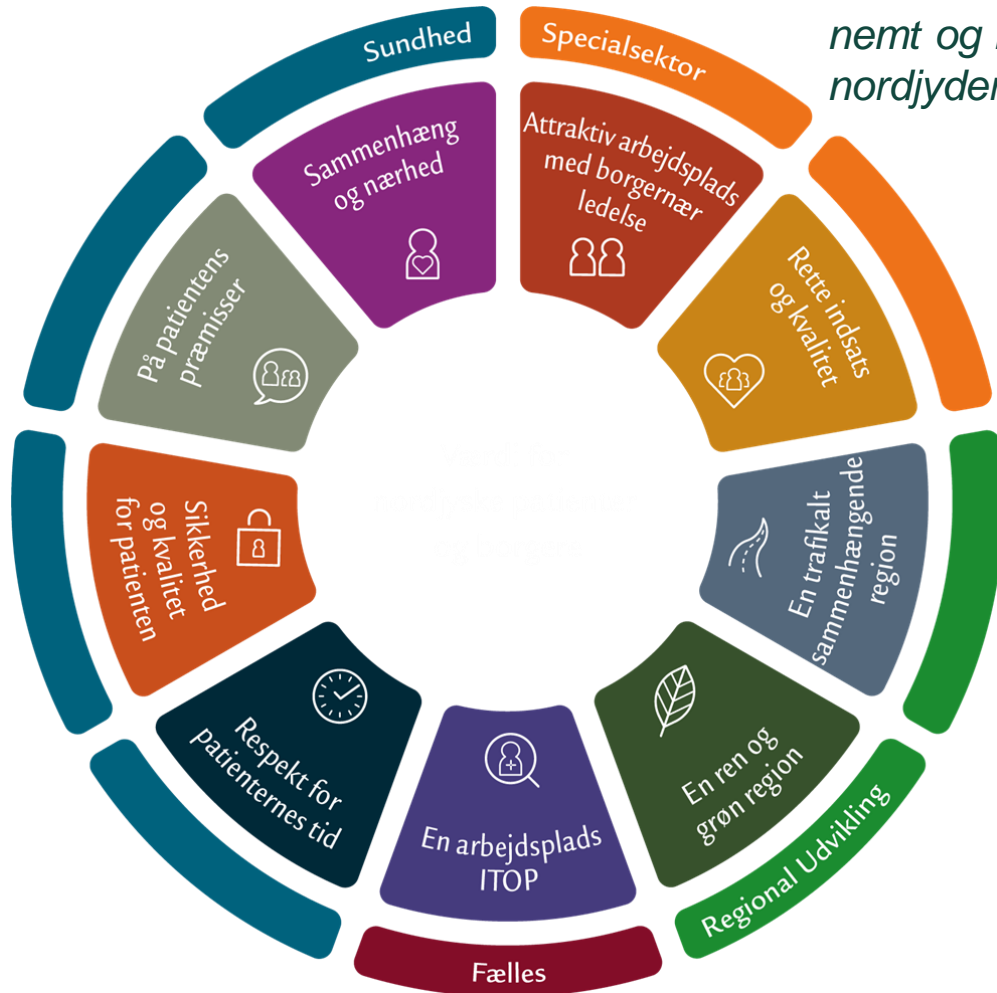 nemt og
nordjyder
Sundhed
Specialsektor
Sammenhæng
og nærhed
Attraktiv arbejdsplads
med borgernær
ledelse
Rette indsats
og kvalitet
En trafikalt
sammenhængende
region
En ren og
grøn region
Regional Udvikling
En arbejdsplads
ITOP
Fælles
Respekt for
patienternes tid
Sikkerhed
og kvalitet
for patienten
På patientens
præmisser